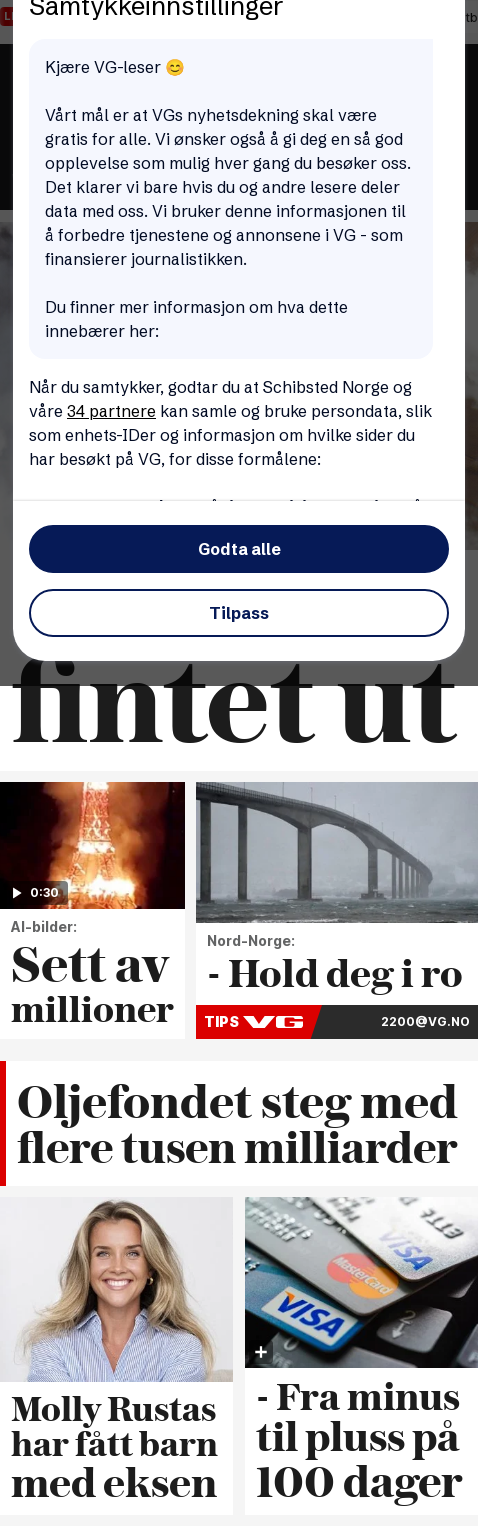 Samtykkeinnstillinger
Kjære VG-leser 😊
Vårt mål er at VGs nyhetsdekning skal være
gratis for alle. Vi ønsker også å gi deg en så god
opplevelse som mulig hver gang du besøker oss.
Det klarer vi bare hvis du og andre lesere deler
data med oss. Vi bruker denne informasjonen til
å forbedre tjenestene og annonsene i VG - som
finansierer journalistikken.
Du finner mer informasjon om hva dette
innebærer her:
Når du samtykker, godtar du at Schibsted Norge og
våre 34 partnere kan samle og bruke persondata, slik
som enhets-IDer og informasjon om hvilke sider du
har besøkt på VG, for disse formålene:
Godta alle
Tilpass
fintet ut
0:30
AI-bilder:
Sett av
millioner
Nord-Norge:
- Hold deg i ro
TIPS VG 2200@VG.NO
Oljefondet steg med
flere tusen milliarder
VISA
MasterCard
VISA
2
0
Molly Rustas
har fått barn
med eksen
- Fra minus
til pluss på
100 dager